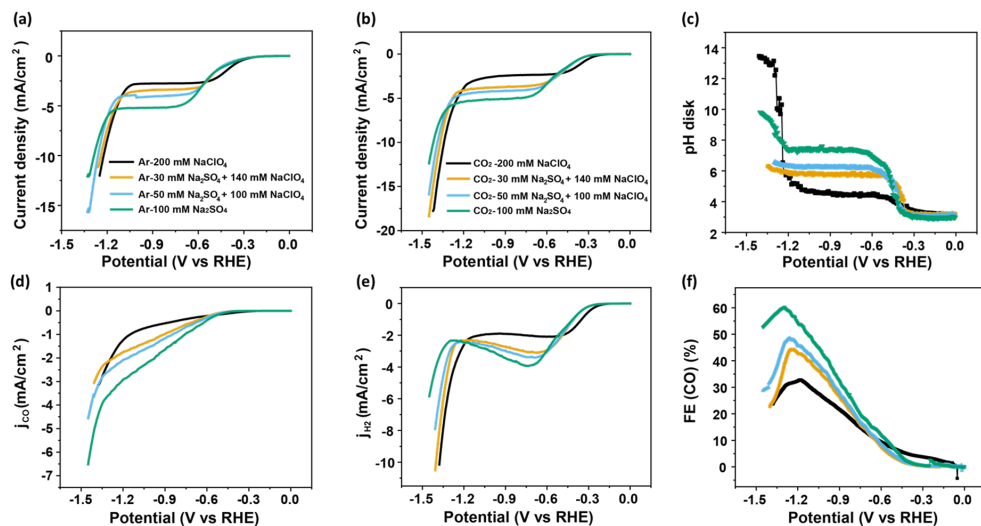 (a)
Current density (mA/cm²)
0
-5
-10
-15
Ar-200 mM NaClO₄
Ar-30 mM Na₂SO₄ + 140 mM NaClO₄
Ar-50 mM Na₂SO₄ + 100 mM NaClO₄
Ar-100 mM Na₂SO₄
-1.5 -1.2 -0.9 -0.6 -0.3 0.0
Potential (V vs RHE)
(b)
Current density (mA/cm²)
0
-5
-10
-15
-20
CO₂ -200 mM NaClO₄
CO₂- 30 mM Na₂SO₄ + 140 mM NaClO₄
CO₂- 50 mM Na₂SO₄ + 100 mM NaClO₄
CO₂-100 mM Na₂SO₄
-1.5 -1.2 -0.9 -0.6 -0.3 0.0
Potential (V vs RHE)
(c)
pH disk
14
12
10
8
6
4
2
-1.5 -1.2 -0.9 -0.6 -0.3 0.0
Potential (V vs RHE)
(d)
j CO (mA/cm²)
1
0
-1
-2
-3
-4
-5
-6
-7
-1.5 -1.2 -0.9 -0.6 -0.3 0.0
Potential (V vs RHE)
(e)
j H2 (mA/cm²)
0
-2
-4
-6
-8
-10
-1.5 -1.2 -0.9 -0.6 -0.3 0.0
Potential (V vs RHE)
(f)
FE (CO) (%)
70
60
50
40
30
20
10
0
-10
-1.5 -1.2 -0.9 -0.6 -0.3 0.0
Potential (V vs RHE)